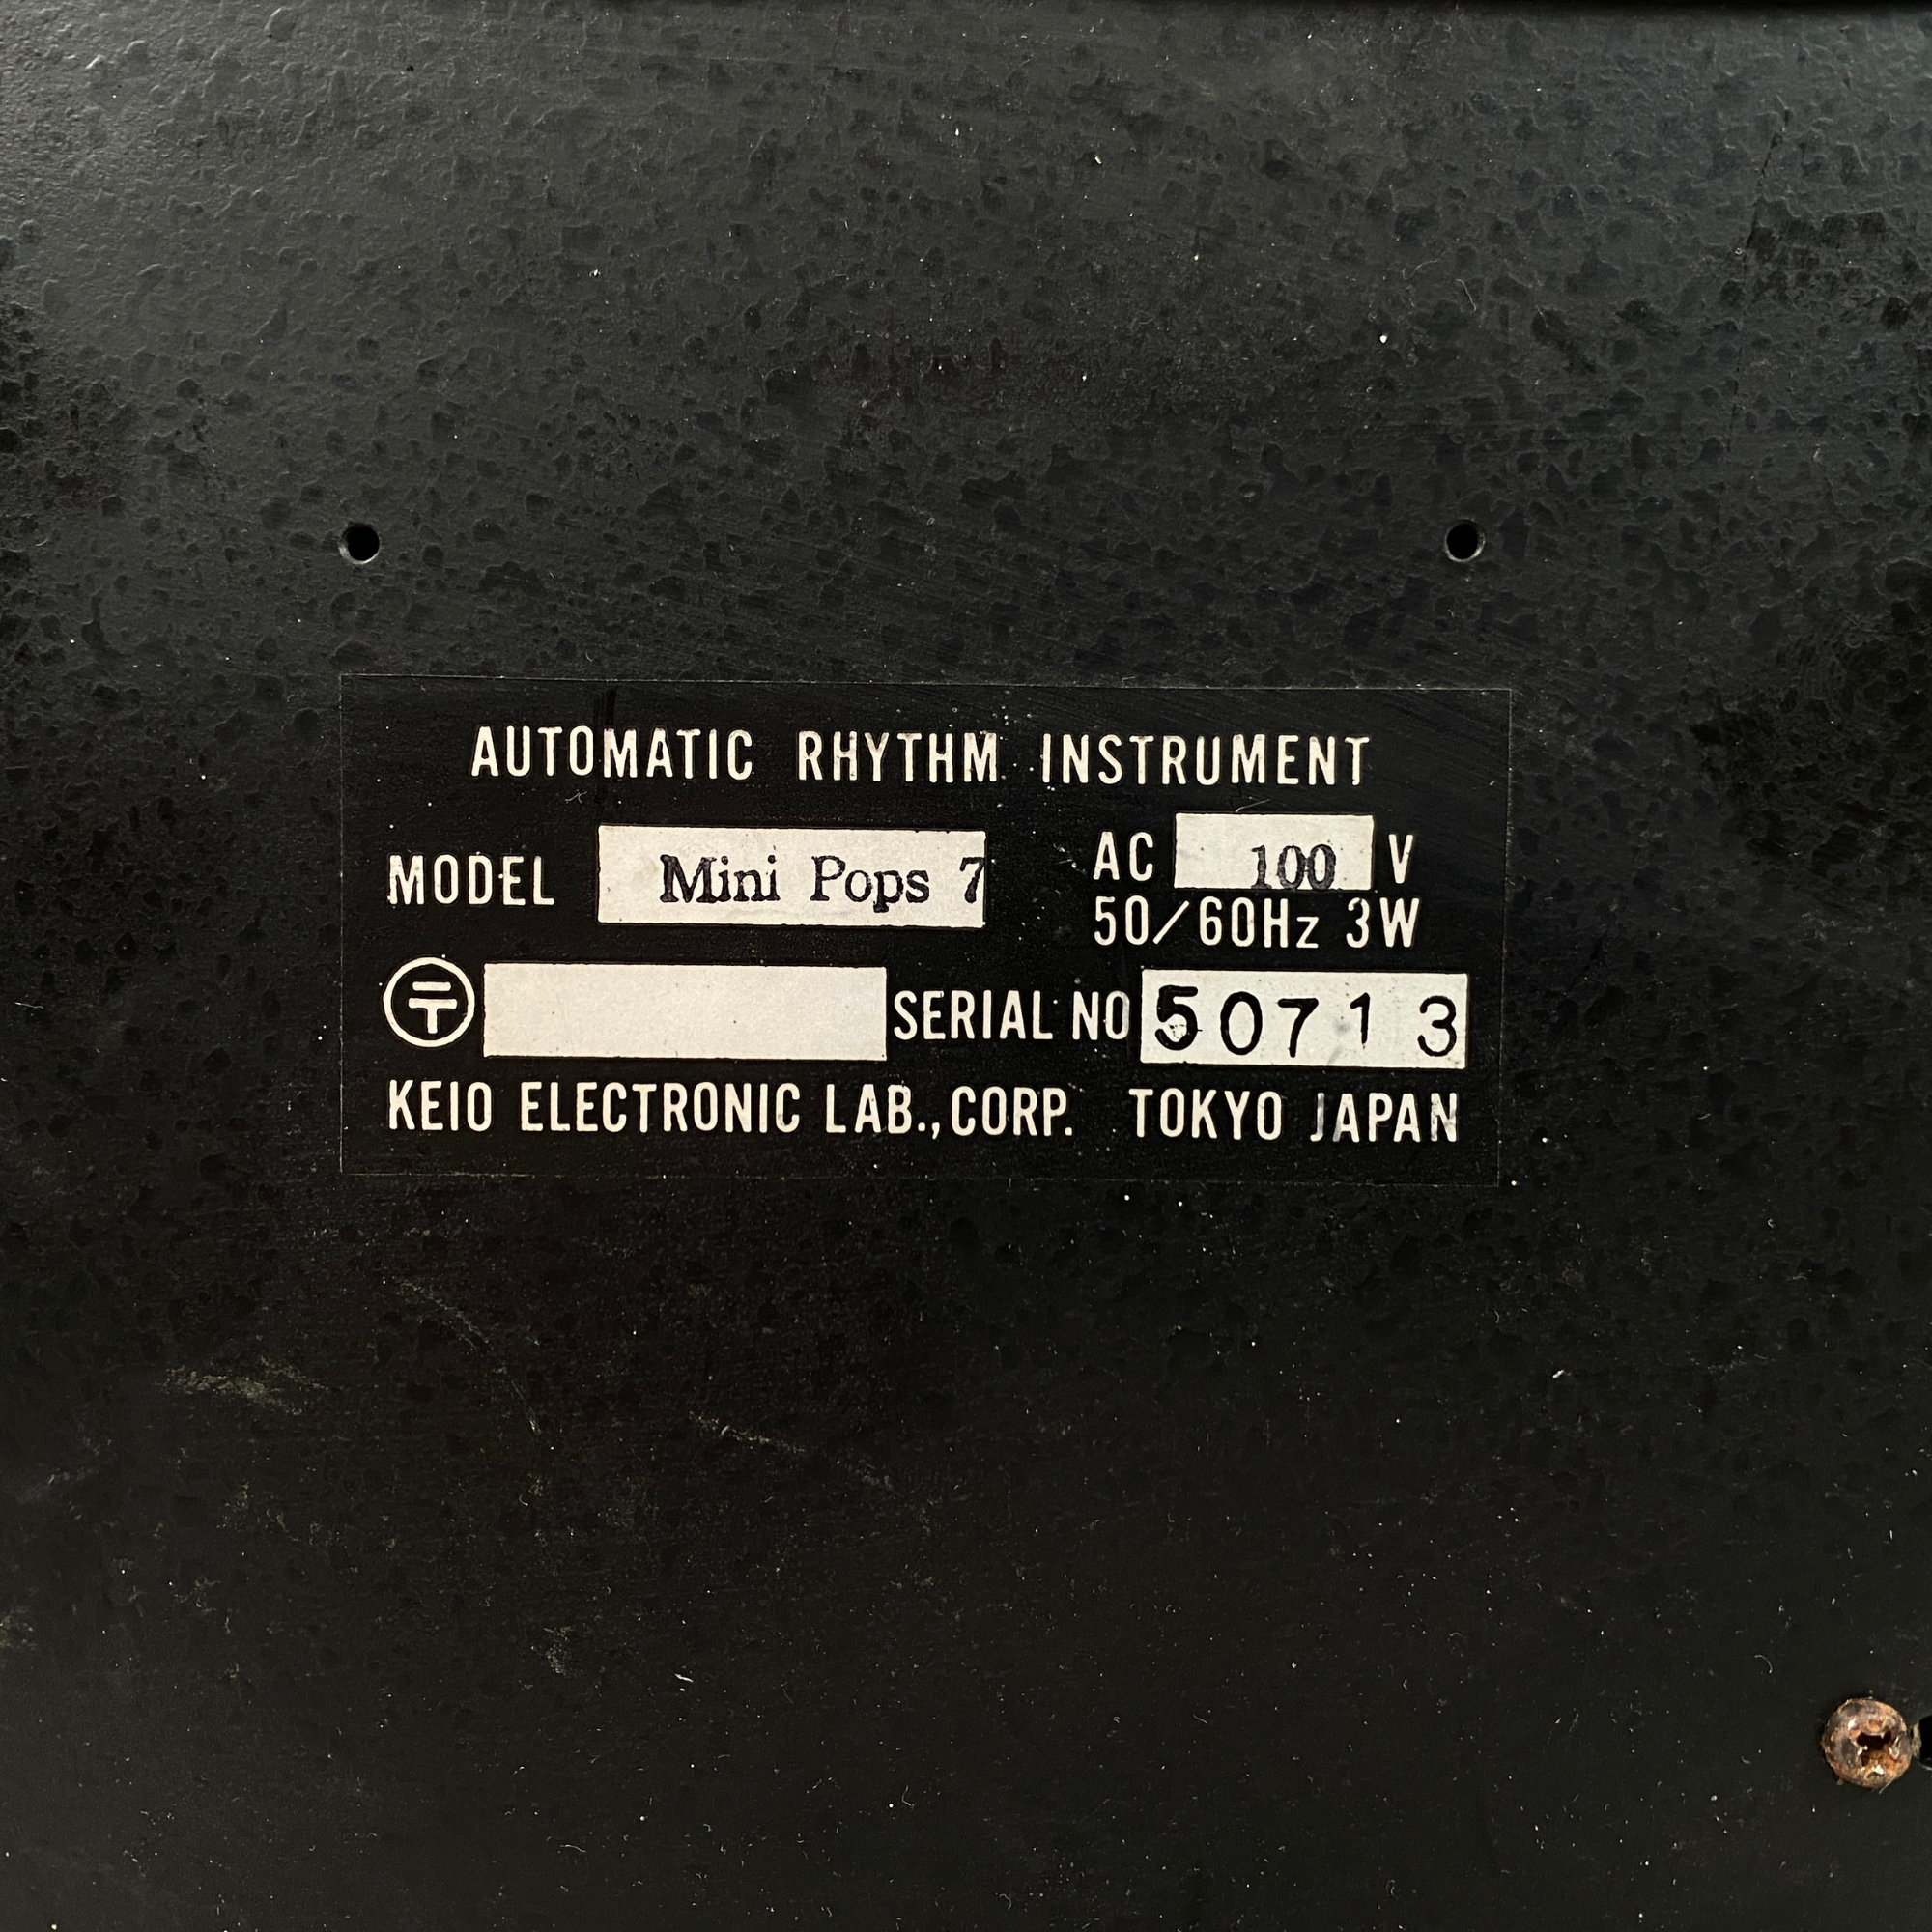 AUTOMATIC RHYTHM INSTRUMENT
MODEL Mini Pops 7 AC 100 V
50/60Hz 3W
〶 SERIAL NO 50713
KEIO ELECTRONIC LAB.,CORP. TOKYO JAPAN